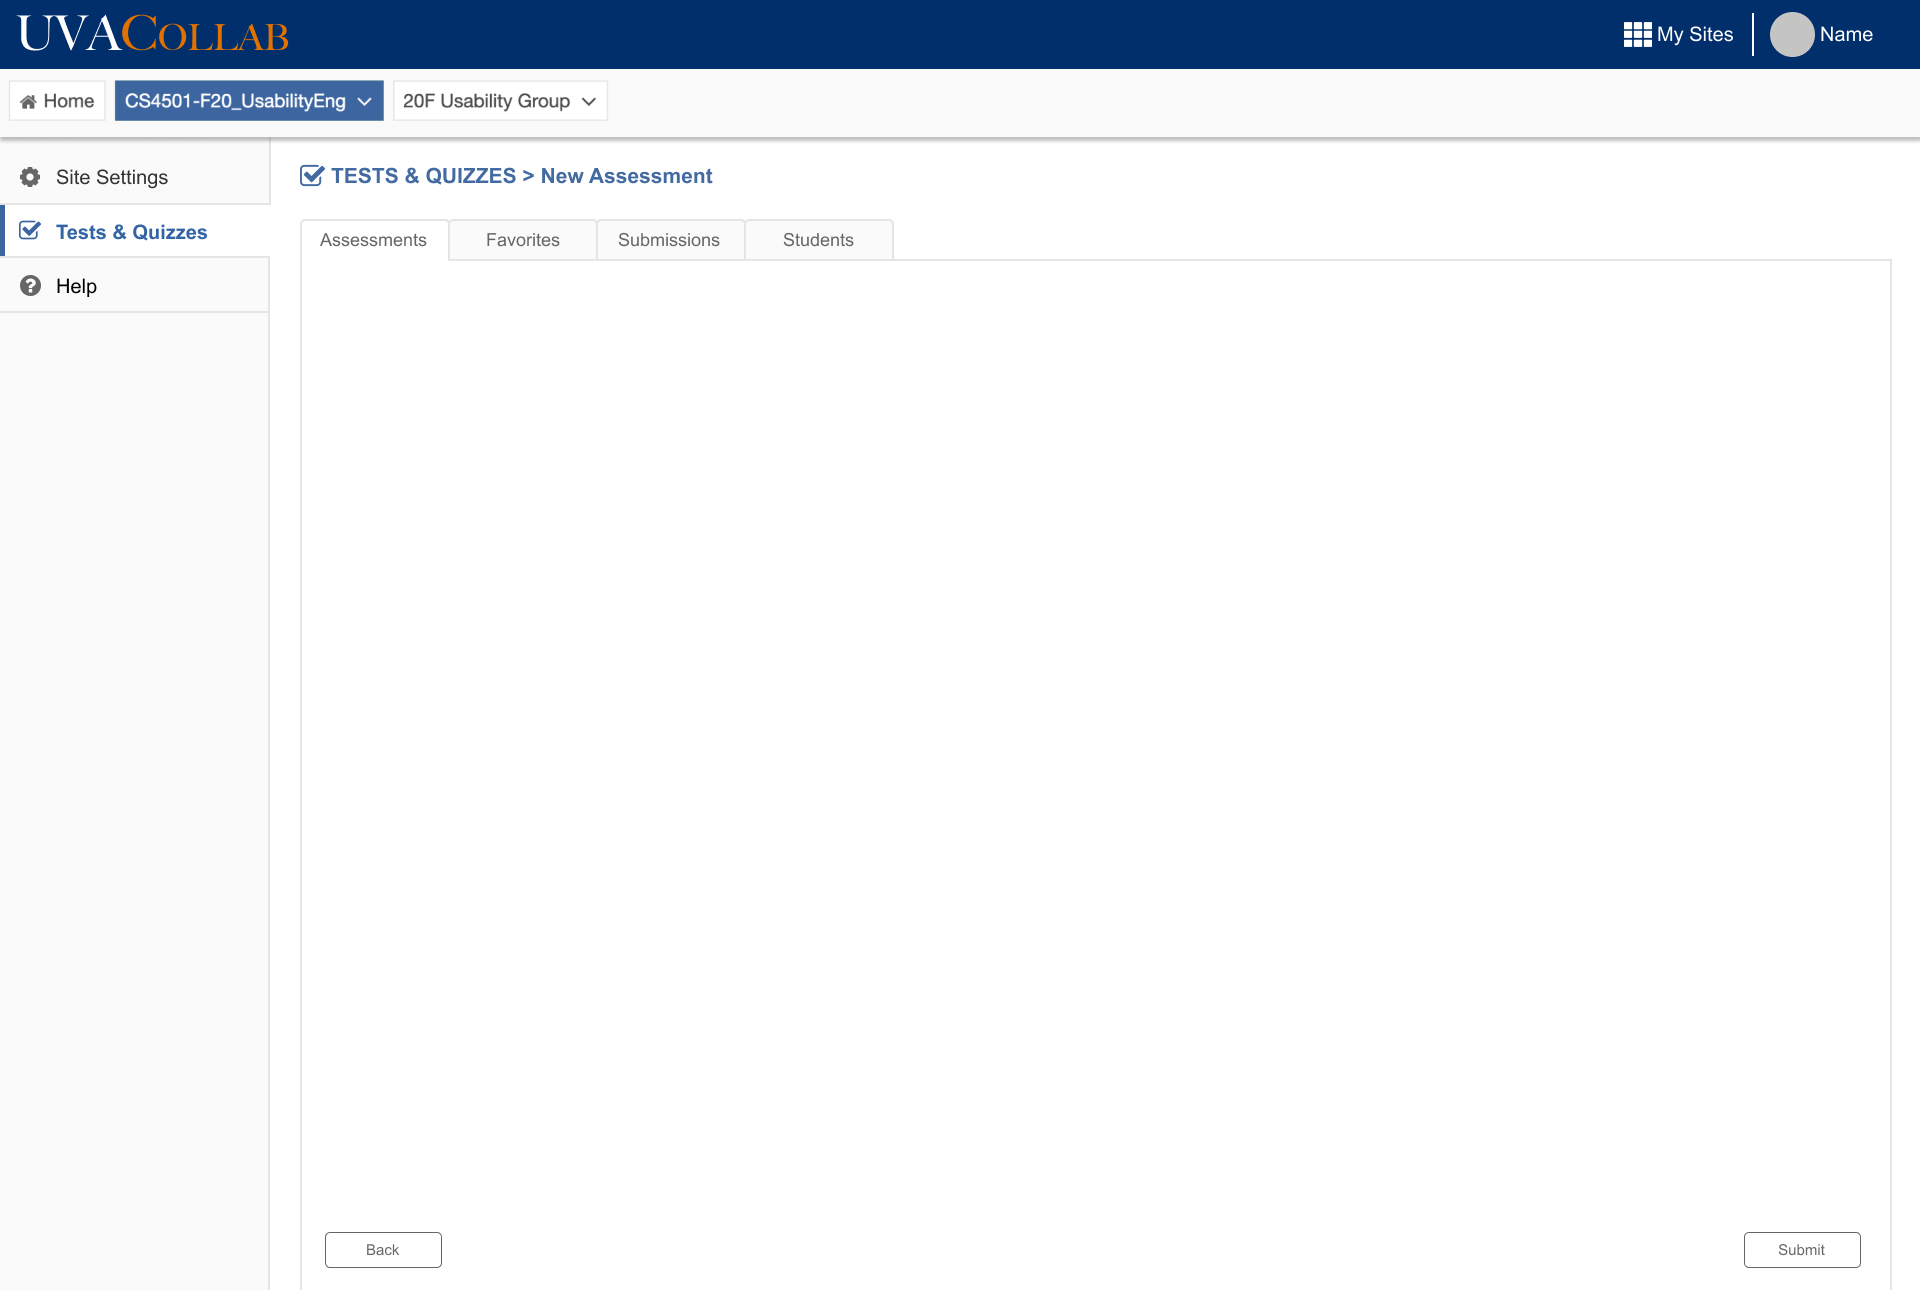 UVACOLLAB
My Sites
Name
Home
CS4501-F20_UsabilityEng
20F Usability Group
Site Settings
Tests & Quizzes
Help
TESTS & QUIZZES > New Assessment
Assessments
Favorites
Submissions
Students
Back
Submit